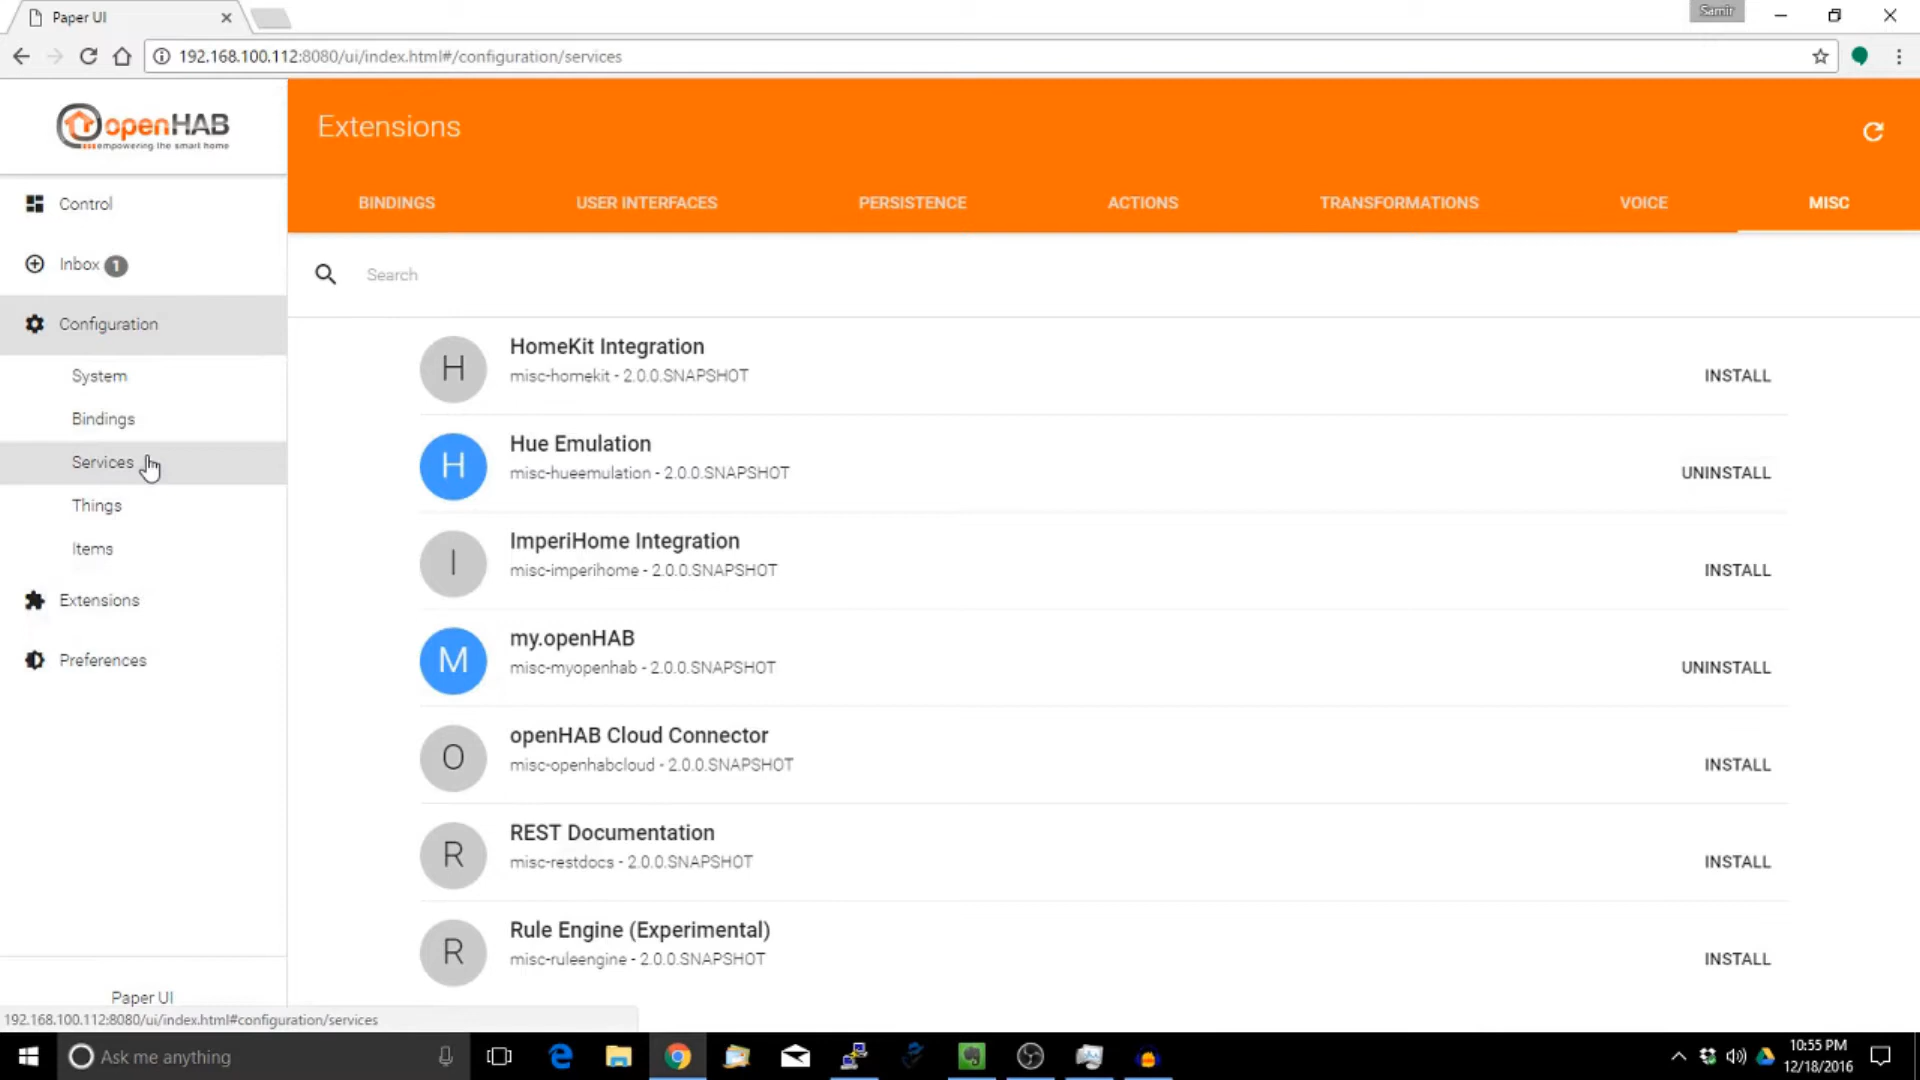 Paper UI
Samir
192.168.100.112:8080/ui/index.html#/configuration/services
openHAB
empowering the smart home
Extensions
BINDINGS
USER INTERFACES
PERSISTENCE
ACTIONS
TRANSFORMATIONS
VOICE
MISC
Control
Inbox 1
Configuration
System
Bindings
Services
Things
Items
Extensions
Preferences
Search
H
HomeKit Integration
misc-homekit - 2.0.0.SNAPSHOT
INSTALL
H
Hue Emulation
misc-hueemulation - 2.0.0.SNAPSHOT
UNINSTALL
I
ImperiHome Integration
misc-imperihome - 2.0.0.SNAPSHOT
INSTALL
M
my.openHAB
misc-myopenhab - 2.0.0.SNAPSHOT
UNINSTALL
O
openHAB Cloud Connector
misc-openhabcloud - 2.0.0.SNAPSHOT
INSTALL
R
REST Documentation
misc-restdocs - 2.0.0.SNAPSHOT
INSTALL
R
Rule Engine (Experimental)
misc-ruleengine - 2.0.0.SNAPSHOT
INSTALL
Paper UI
192.168.100.112:8080/ui/index.html#configuration/services
Ask me anything
10:55 PM
12/18/2016